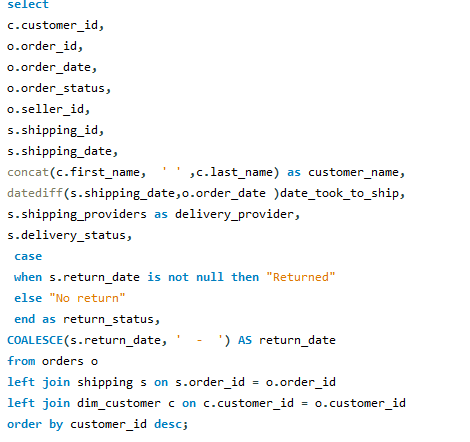 select
c.customer_id,
o.order_id,
o.order_date,
o.order_status,
o.seller_id,
s.shipping_id,
s.shipping_date,
concat(c.first_name,  ' ' ,c.last_name) as customer_name,
datediff(s.shipping_date,o.order_date )date_took_to_ship,
s.shipping_providers as delivery_provider,
s.delivery_status,
case
when s.return_date is not null then "Returned"
else "No return"
end as return_status,
COALESCE(s.return_date, '  -  ') AS return_date
from orders o
left join shipping s on s.order_id = o.order_id
left join dim_customer c on c.customer_id = o.customer_id
order by customer_id desc;